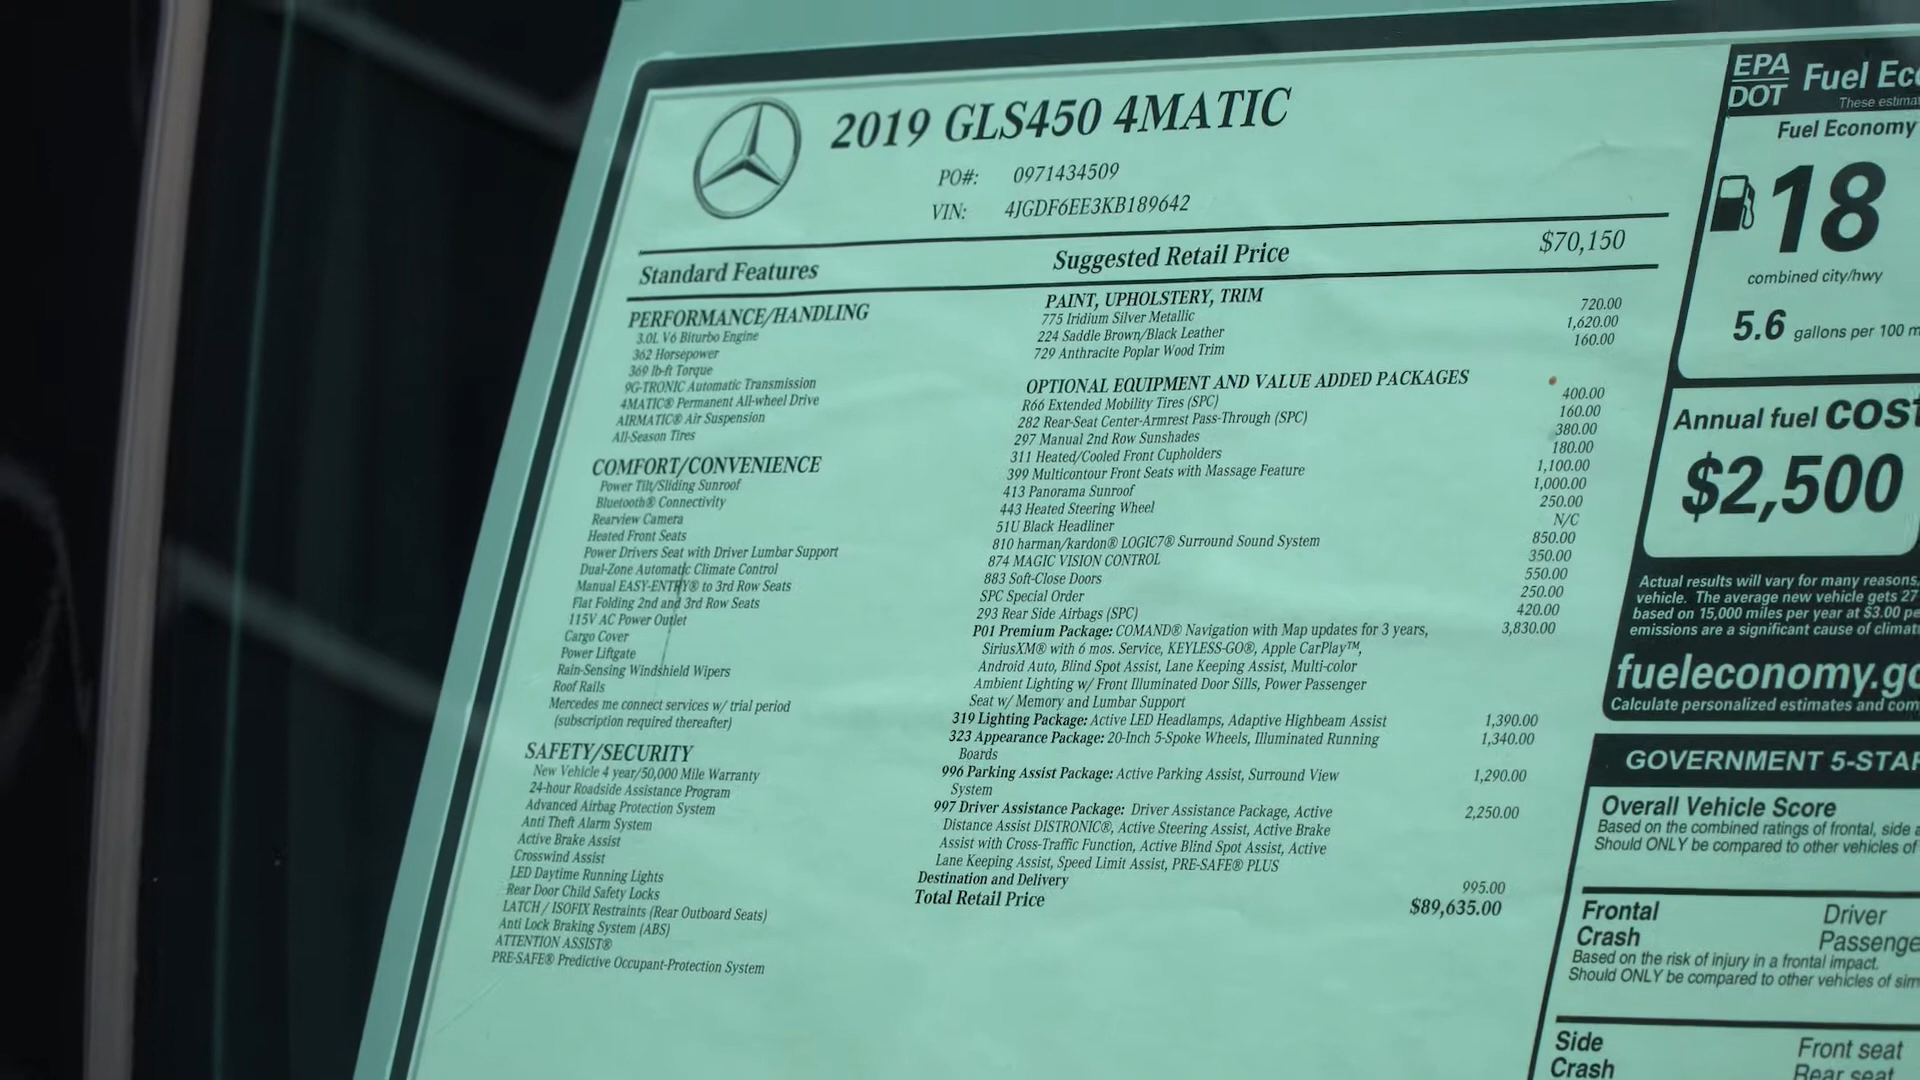 2019 GLS450 4MATIC
PO#: 0971434509
VIN: 4JGDF6EE3KB189642
Standard Features
Suggested Retail Price $70,150
PERFORMANCE/HANDLING
3.0L V6 Biturbo Engine
362 Horsepower
369 lb-ft Torque
9G-TRONIC Automatic Transmission
4MATIC® Permanent All-wheel Drive
AIRMATIC® Air Suspension
All-Season Tires
COMFORT/CONVENIENCE
Power Tilt/Sliding Sunroof
Bluetooth® Connectivity
Rearview Camera
Heated Front Seats
Power Drivers Seat with Driver Lumbar Support
Dual-Zone Automatic Climate Control
Manual EASY-ENTRY® to 3rd Row Seats
Flat Folding 2nd and 3rd Row Seats
115V AC Power Outlet
Cargo Cover
Power Liftgate
Rain-Sensing Windshield Wipers
Roof Rails
Mercedes me connect services w/ trial period
(subscription required thereafter)
SAFETY/SECURITY
New Vehicle 4 year/50,000 Mile Warranty
24-hour Roadside Assistance Program
Advanced Airbag Protection System
Anti Theft Alarm System
Active Brake Assist
Crosswind Assist
LED Daytime Running Lights
Rear Door Child Safety Locks
LATCH / ISOFIX Restraints (Rear Outboard Seats)
Anti Lock Braking System (ABS)
ATTENTION ASSIST®
PRE-SAFE® Predictive Occupant-Protection System
PAINT, UPHOLSTERY, TRIM
775 Iridium Silver Metallic 720.00
224 Saddle Brown/Black Leather 1,620.00
729 Anthracite Poplar Wood Trim 160.00
OPTIONAL EQUIPMENT AND VALUE ADDED PACKAGES
R66 Extended Mobility Tires (SPC) 400.00
282 Rear-Seat Center-Armrest Pass-Through (SPC) 160.00
297 Manual 2nd Row Sunshades 380.00
311 Heated/Cooled Front Cupholders 180.00
399 Multicontour Front Seats with Massage Feature 1,100.00
413 Panorama Sunroof 1,000.00
443 Heated Steering Wheel 250.00
51U Black Headliner N/C
810 harman/kardon® LOGIC7® Surround Sound System 850.00
874 MAGIC VISION CONTROL 350.00
883 Soft-Close Doors 550.00
SPC Special Order 250.00
293 Rear Side Airbags (SPC) 420.00
P01 Premium Package: COMAND® Navigation with Map updates for 3 years, 3,830.00
SiriusXM® with 6 mos. Service, KEYLESS-GO®, Apple CarPlay™,
Android Auto, Blind Spot Assist, Lane Keeping Assist, Multi-color
Ambient Lighting w/ Front Illuminated Door Sills, Power Passenger
Seat w/ Memory and Lumbar Support
319 Lighting Package: Active LED Headlamps, Adaptive Highbeam Assist 1,390.00
323 Appearance Package: 20-Inch 5-Spoke Wheels, Illuminated Running 1,340.00
Boards
996 Parking Assist Package: Active Parking Assist, Surround View 1,290.00
System
997 Driver Assistance Package: Driver Assistance Package, Active 2,250.00
Distance Assist DISTRONIC®, Active Steering Assist, Active Brake
Assist with Cross-Traffic Function, Active Blind Spot Assist, Active
Lane Keeping Assist, Speed Limit Assist, PRE-SAFE® PLUS
Destination and Delivery 995.00
Total Retail Price $89,635.00
EPA
DOT
Fuel Eco
These estima
Fuel Economy
18
combined city/hwy
5.6 gallons per 100 m
Annual fuel COST
$2,500
Actual results will vary for many reasons,
vehicle. The average new vehicle gets 27
based on 15,000 miles per year at $3.00 pe
emissions are a significant cause of climat
fueleconomy.go
Calculate personalized estimates and com
GOVERNMENT 5-STAR
Overall Vehicle Score
Based on the combined ratings of frontal, side a
Should ONLY be compared to other vehicles of
Frontal Driver
Crash Passenge
Based on the risk of injury in a frontal impact.
Should ONLY be compared to other vehicles of sim
Side Front seat
Crash Rear seat